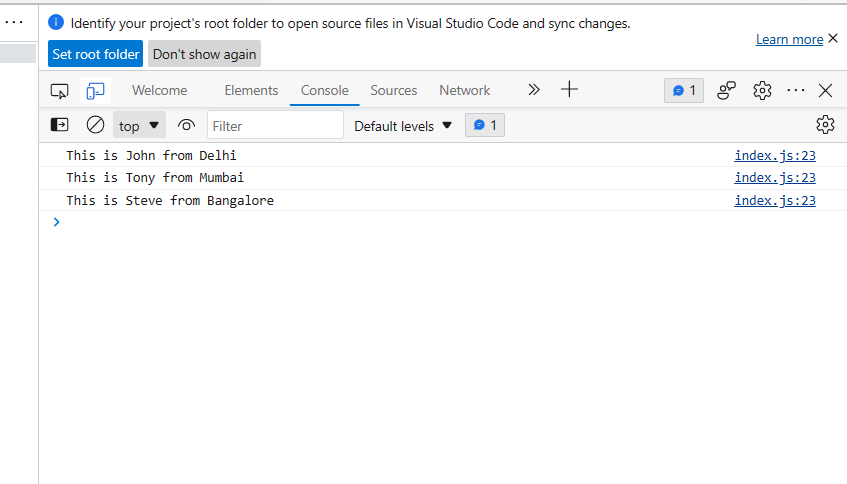 Identify your project's root folder to open source files in Visual Studio Code and sync changes.
Learn more
Set root folder Don't show again
Welcome Elements Console Sources Network 1
top Filter Default levels 1
This is John from Delhi index.js:23
This is Tony from Mumbai index.js:23
This is Steve from Bangalore index.js:23